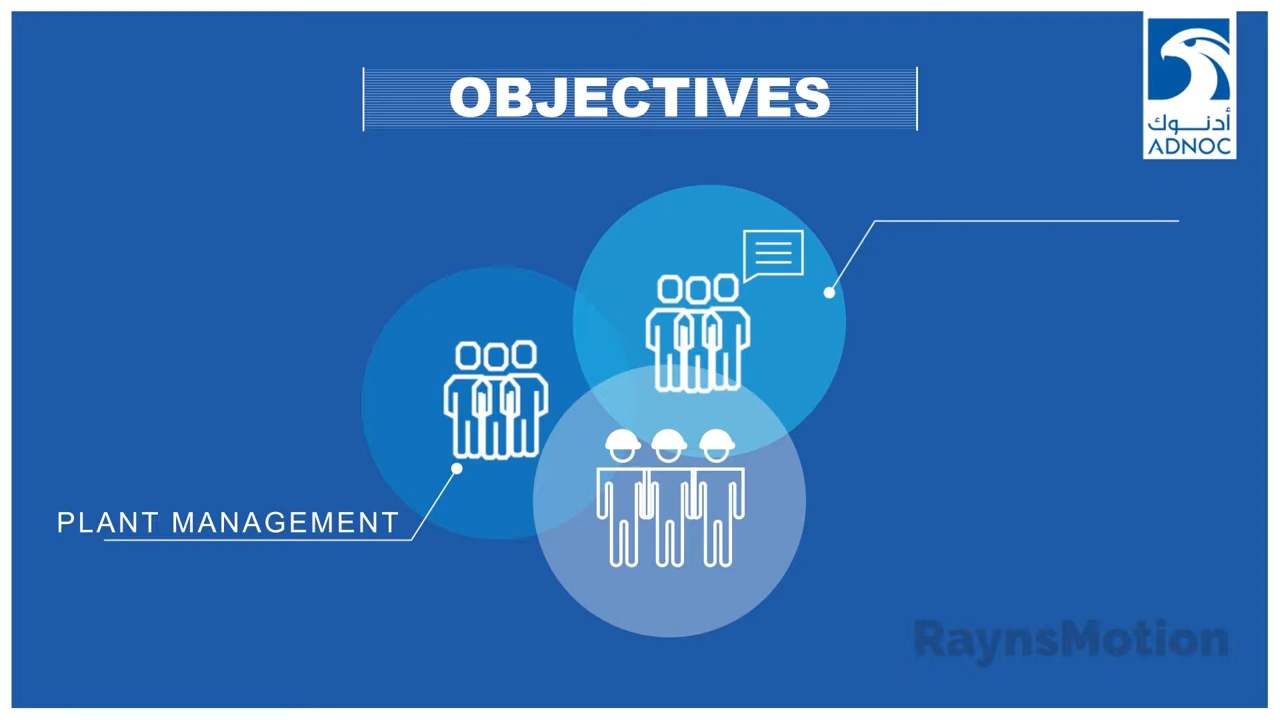 OBJECTIVES
أدنوك
ADNOC
PLANT MANAGEMENT
RaynsMotion